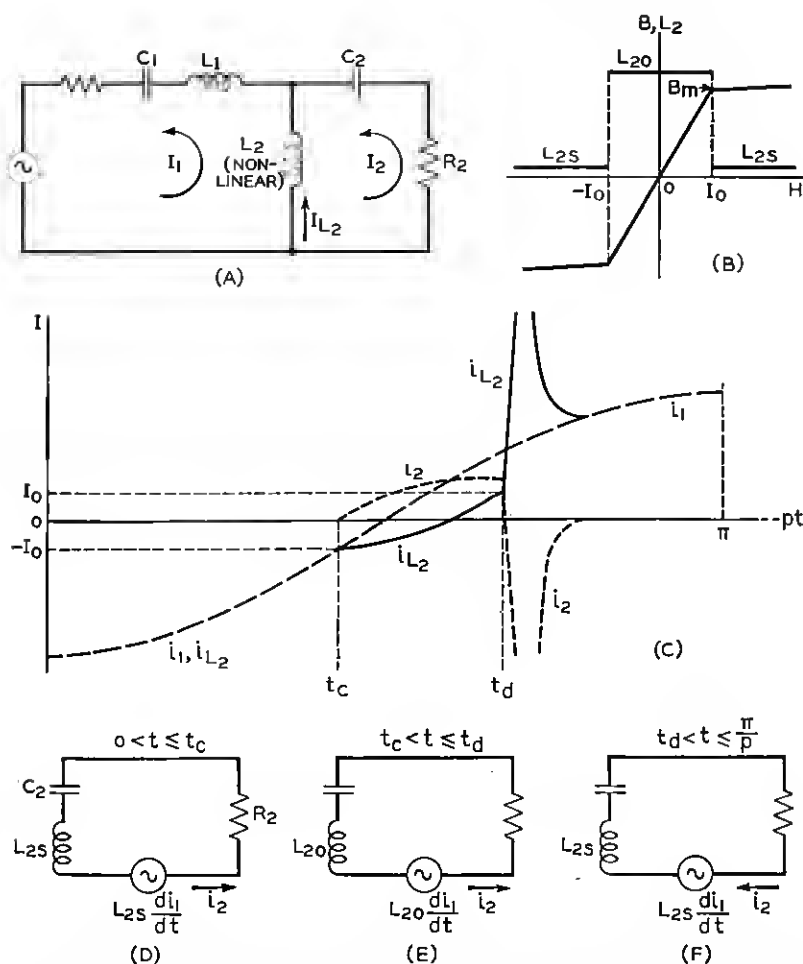 C1 L1 C2
I1 L2 (NON-LINEAR) I2 R2
IL2
(A)
B, L2
L20
Bm
L2S L2S
-I0 0 I0 H
(B)
I
iL2
i1
i2
I0
0
-I0
iL2
i2
π pt
i1, iL2
tc td
(C)
0 < t ≤ tc
C2
L2S
R2
L2S di1/dt
i2
(D)
tc < t ≤ td
L20
L20 di1/dt
i2
(E)
td < t ≤ π/p
L2S
L2S di1/dt
i2
(F)